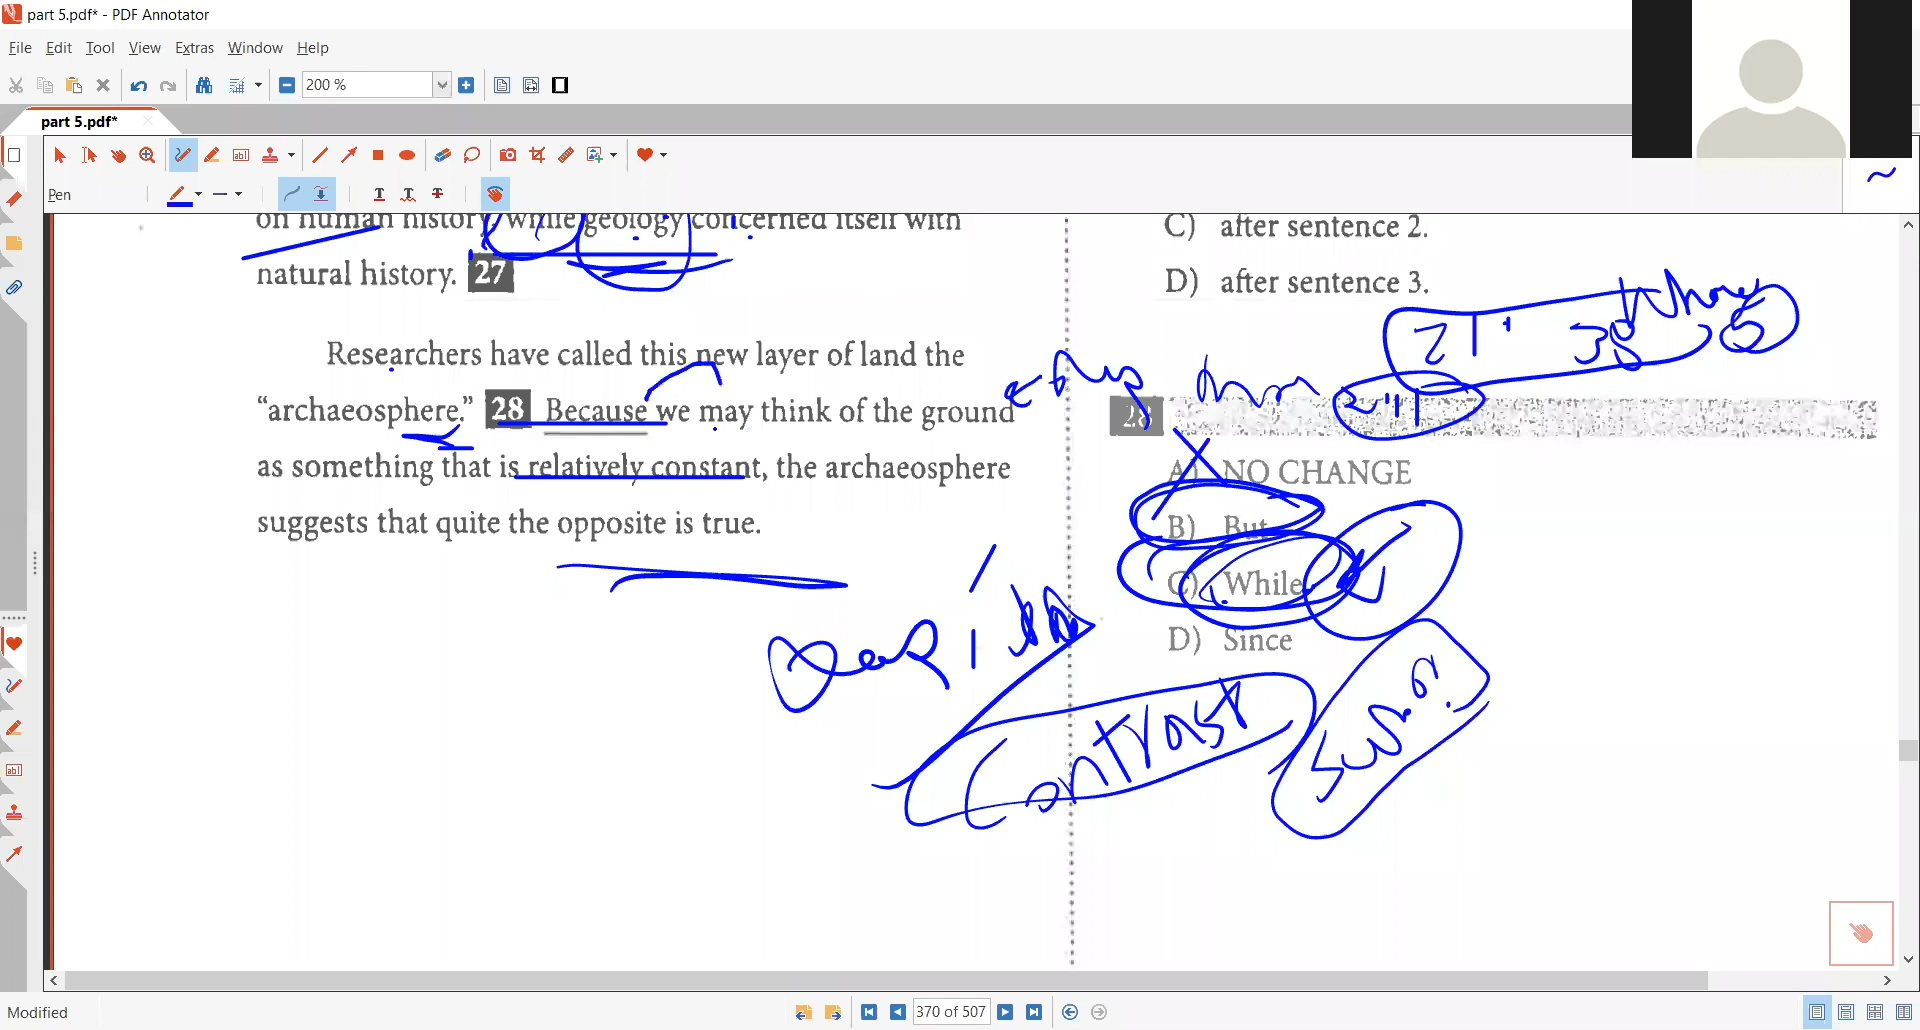 part 5.pdf* - PDF Annotator
File Edit Tool View Extras Window Help
200 %
part 5.pdf*
Pen
on human history, while geology concerned itself with
natural history. 27
Researchers have called this new layer of land the
“archaeosphere.” 28 Because we may think of the ground
as something that is relatively constant, the archaeosphere
suggests that quite the opposite is true.
C) after sentence 2.
D) after sentence 3.
28
A) NO CHANGE
B) But
C) While
D) Since
Contrast
Modified
370 of 507